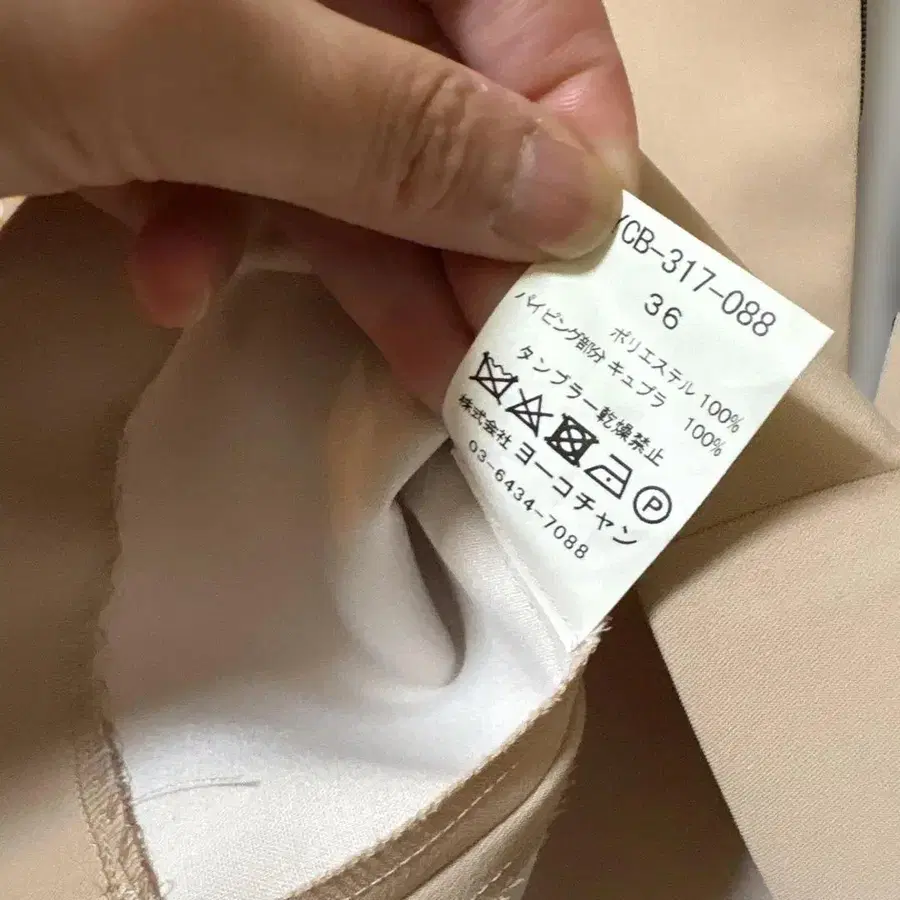 YCB-317-088
36
ポリエステル 100%
パイピング部分 キュプラ 100%
タンブラー乾燥禁止
P
株式会社 ヨーコチャン
03-6434-7088